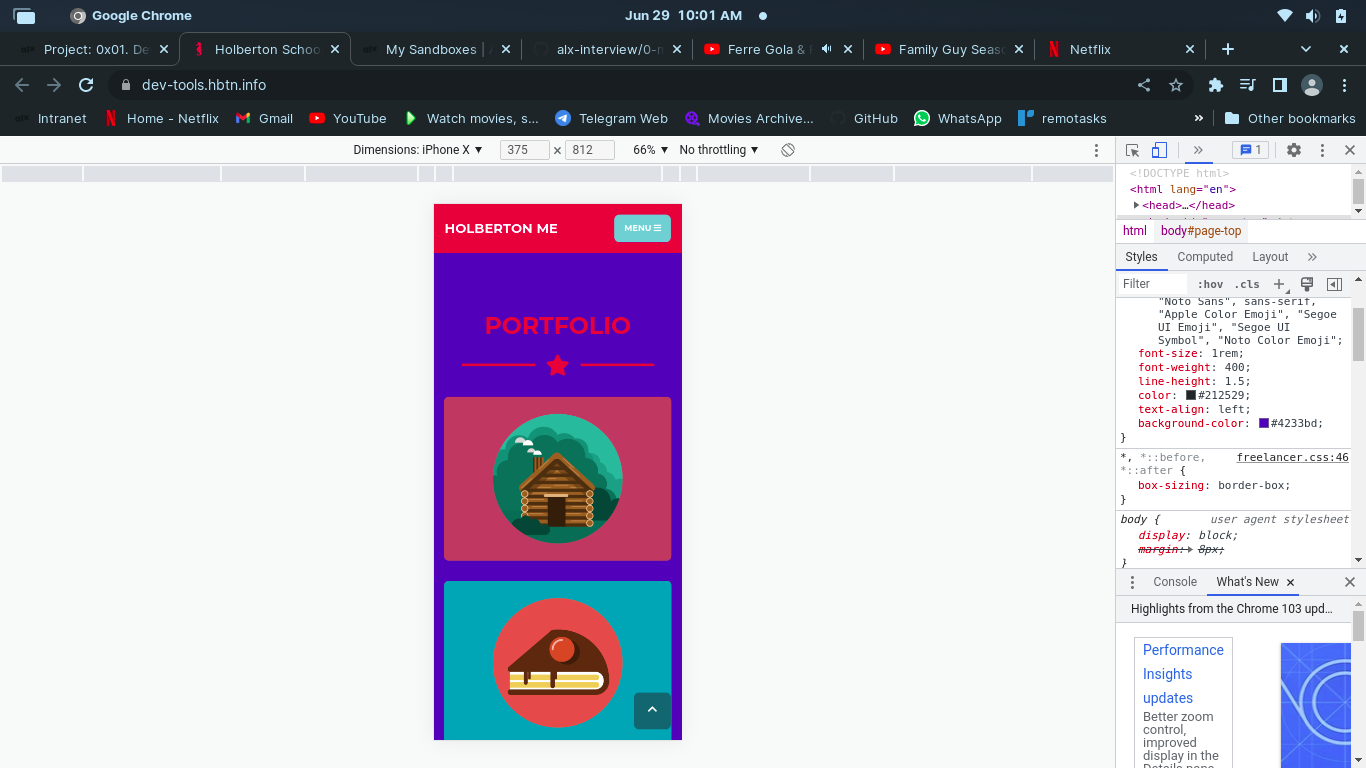 Google Chrome
Jun 29 10:01 AM
Project: 0x01. De
Holberton Schoo
My Sandboxes |
alx-interview/0-m
Ferre Gola &
Family Guy Seas
Netflix
dev-tools.hbtn.info
Intranet
Home - Netflix
Gmail
YouTube
Watch movies, s...
Telegram Web
Movies Archive...
GitHub
WhatsApp
remotasks
»
Other bookmarks
Dimensions: iPhone X
375 × 812
66%
No throttling
» 1
<!DOCTYPE html>
<html lang="en">
<head>…</head>
html body#page-top
Styles Computed Layout »
Filter :hov .cls
"Noto Sans", sans-serif,
"Apple Color Emoji", "Segoe
UI Emoji", "Segoe UI
Symbol", "Noto Color Emoji";
font-size: 1rem;
font-weight: 400;
line-height: 1.5;
color: #212529;
text-align: left;
background-color: #4233bd;
}
*, *::before, freelancer.css:46
*::after {
box-sizing: border-box;
}
body { user agent stylesheet
display: block;
margin: 8px;
}
Console What's New
Highlights from the Chrome 103 upd…
Performance
Insights
updates
Better zoom
control,
improved
display in the
HOLBERTON ME
MENU
PORTFOLIO